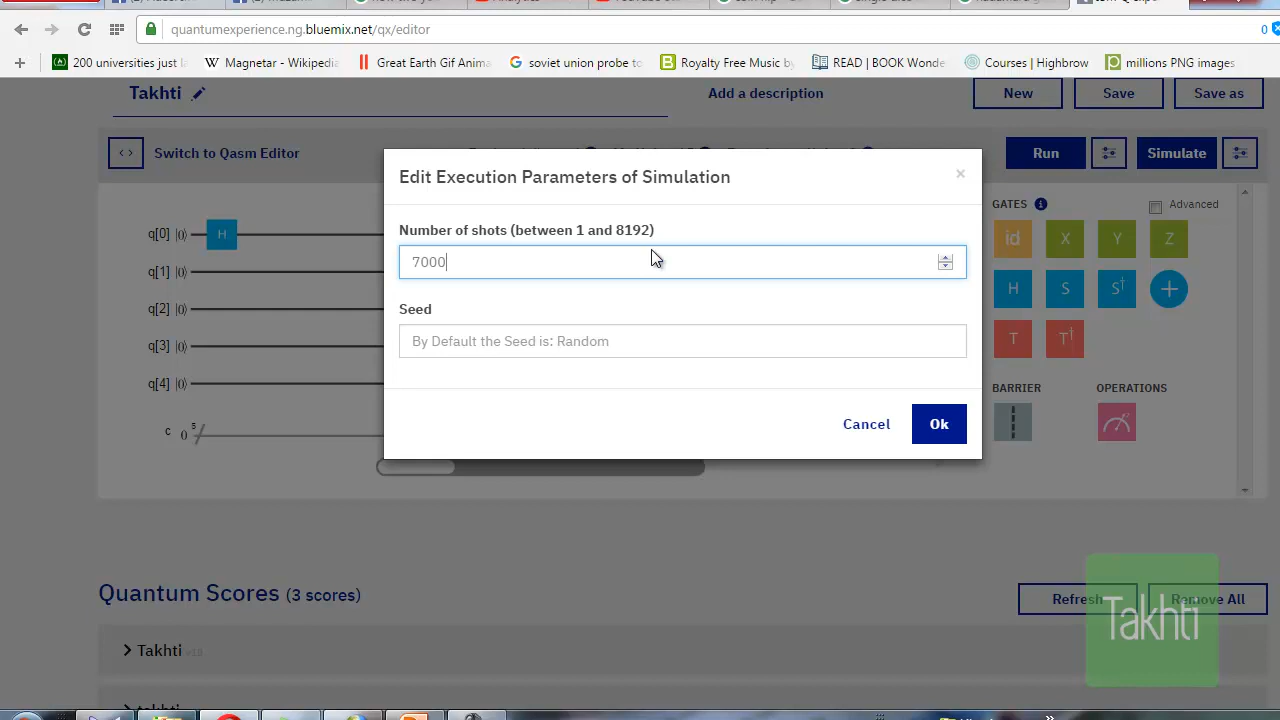 quantumexperience.ng.bluemix.net/qx/editor
0
200 universities just la
W Magnetar - Wikipedia
Great Earth Gif Anima
G soviet union probe to
B Royalty Free Music by
READ | BOOK Wonde
Courses | Highbrow
p millions PNG images
Takhti
Add a description
New
Save
Save as
<> Switch to Qasm Editor
Run
Simulate
Edit Execution Parameters of Simulation
×
Number of shots (between 1 and 8192)
7000
Seed
By Default the Seed is: Random
Cancel
Ok
q[0] |0⟩ H
q[1] |0⟩
q[2] |0⟩
q[3] |0⟩
q[4] |0⟩
c 0 5
GATES i
Advanced
id X Y Z
H S S† +
T T†
BARRIER
OPERATIONS
Quantum Scores (3 scores)
Refresh
Remove All
Takhti
takhti
Takhti